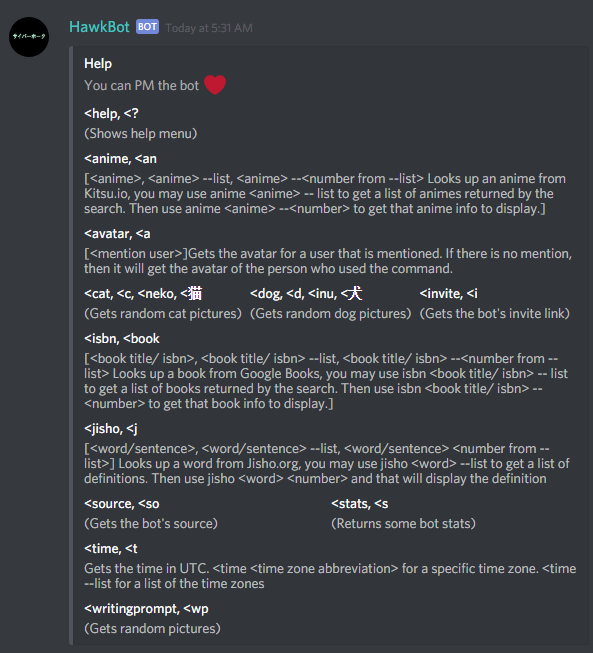 HawkBot BOT Today at 5:31 AM
サイバーホーク
Help
You can PM the bot
<help, <?
(Shows help menu)
<anime, <an
[<anime>, <anime> --list, <anime> --<number from --list> Looks up an anime from
Kitsu.io, you may use anime <anime> -- list to get a list of animes returned by the
search. Then use anime <anime> --<number> to get that anime info to display.]
<avatar, <a
[<mention user>]Gets the avatar for a user that is mentioned. If there is no mention,
then it will get the avatar of the person who used the command.
<cat, <c, <neko, <猫 <dog, <d, <inu, <犬 <invite, <i
(Gets random cat pictures) (Gets random dog pictures) (Gets the bot's invite link)
<isbn, <book
[<book title/ isbn>, <book title/ isbn> --list, <book title/ isbn> --<number from --
list> Looks up a book from Google Books, you may use isbn <book title/ isbn> -- list
to get a list of books returned by the search. Then use isbn <book title/ isbn> --
<number> to get that book info to display.]
<jisho, <j
[<word/sentence>, <word/sentence> --list, <word/sentence> <number from --
list>] Looks up a word from Jisho.org, you may use jisho <word> --list to get a list of
definitions. Then use jisho <word> <number> and that will display the definition
<source, <so <stats, <s
(Gets the bot's source) (Returns some bot stats)
<time, <t
Gets the time in UTC. <time <time zone abbreviation> for a specific time zone. <time
--list for a list of the time zones
<writingprompt, <wp
(Gets random pictures)